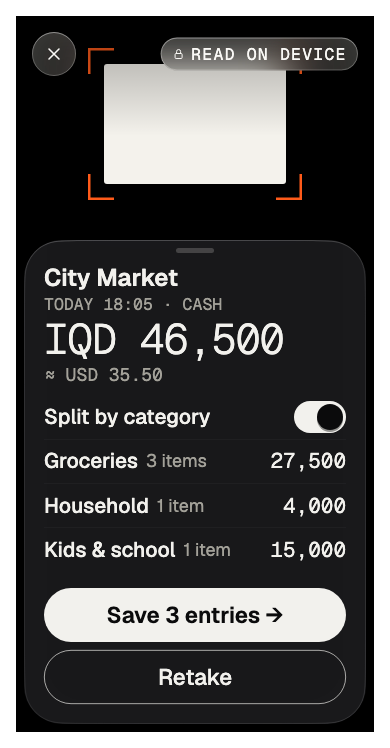 READ ON DEVICE
City Market
TODAY 18:05 · CASH
IQD 46,500
≈ USD 35.50
Split by category
Groceries 3 items 27,500
Household 1 item 4,000
Kids & school 1 item 15,000
Save 3 entries →
Retake